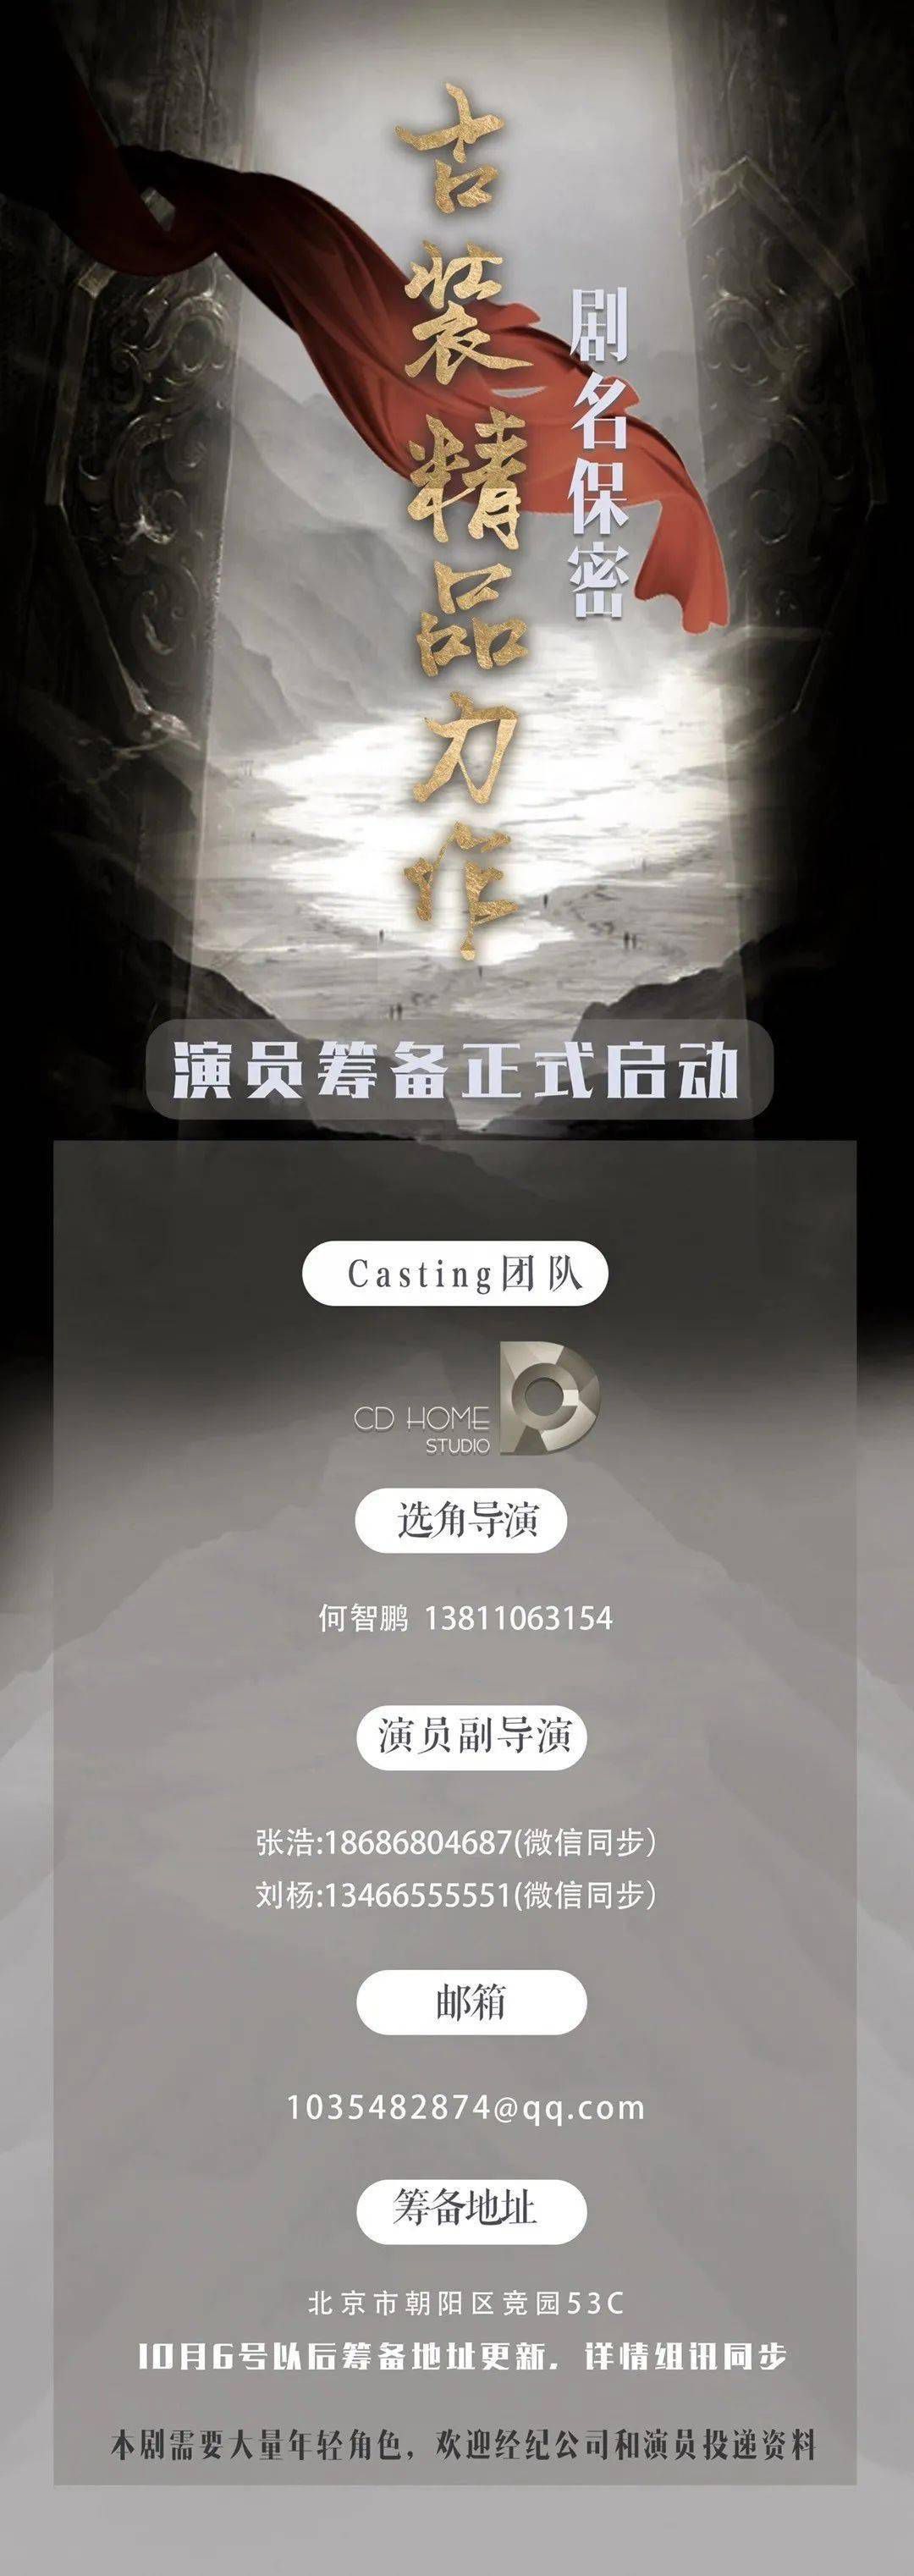 古装精品力作
剧名保密
演员筹备正式启动
Casting团队
CD HOME
STUDIO
选角导演
何智鹏 13811063154
演员副导演
张浩:18686804687(微信同步)
刘杨:13466555551(微信同步)
邮箱
1035482874@qq.com
筹备地址
北京市朝阳区竞园53C
10月6号以后筹备地址更新，详情组讯同步
本剧需要大量年轻角色，欢迎经纪公司和演员投递资料